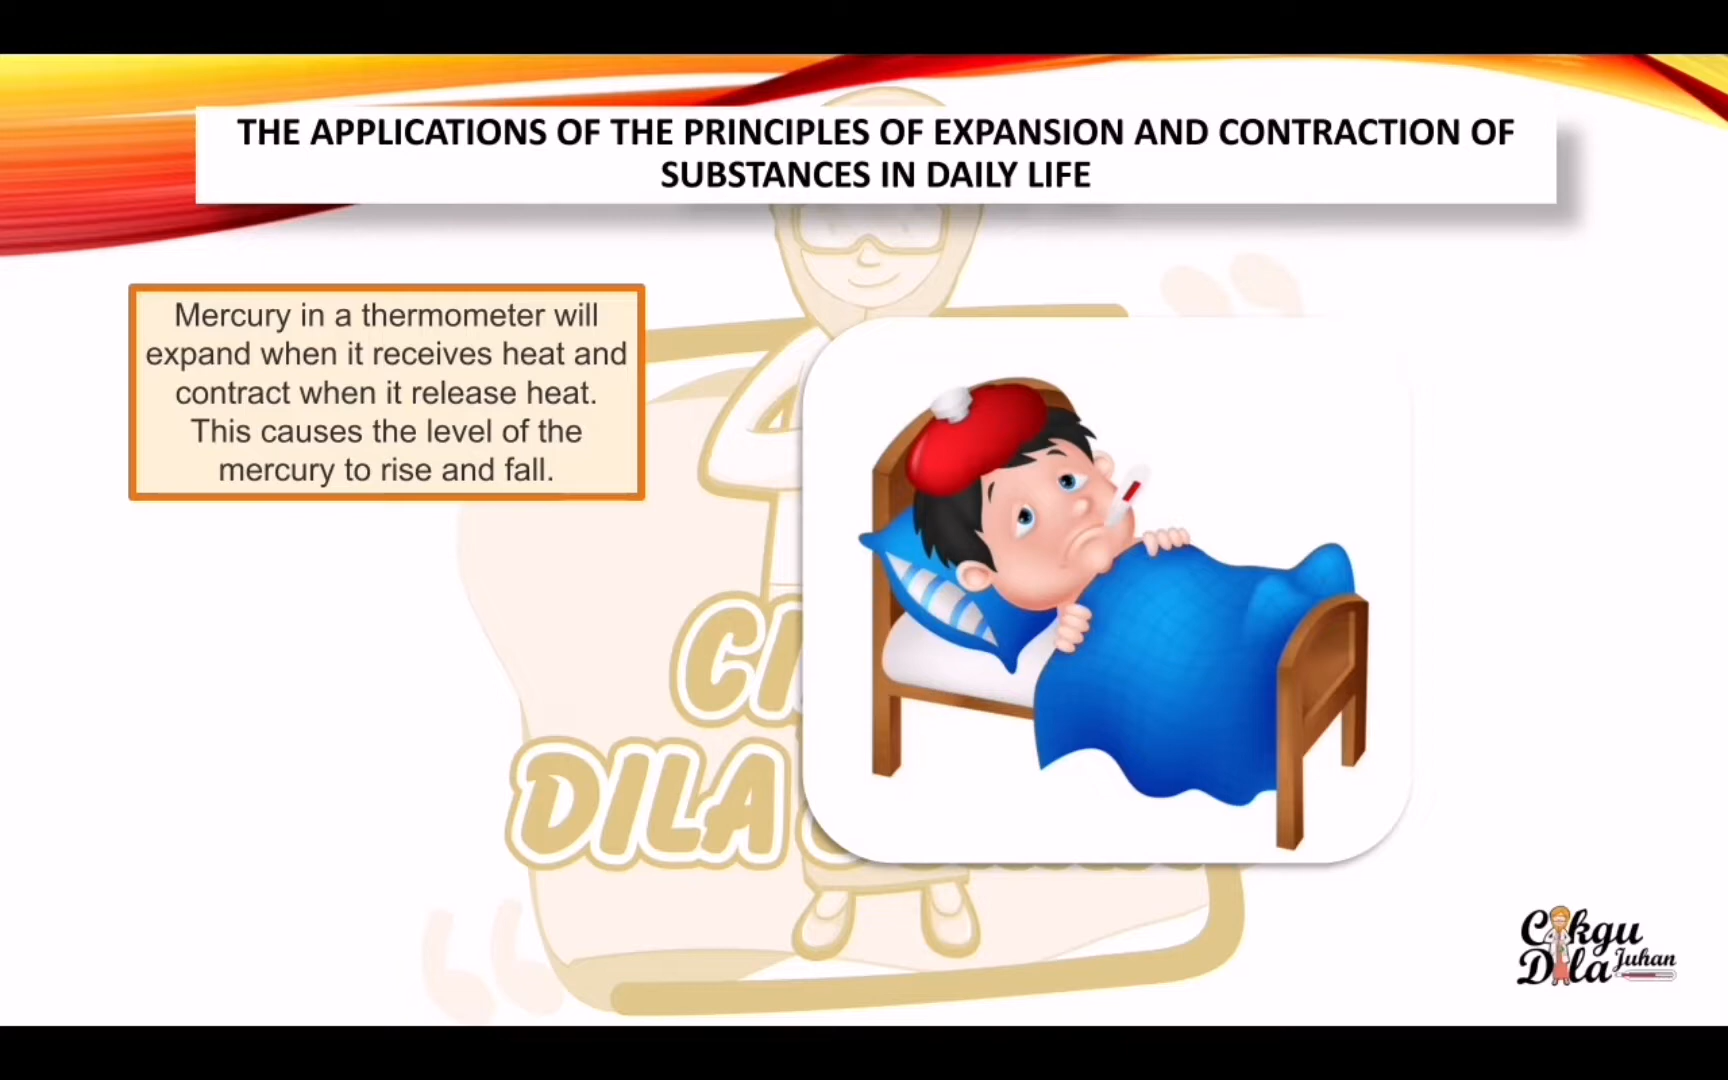 THE APPLICATIONS OF THE PRINCIPLES OF EXPANSION AND CONTRACTION OF
SUBSTANCES IN DAILY LIFE
Mercury in a thermometer will
expand when it receives heat and
contract when it release heat.
This causes the level of the
mercury to rise and fall.
DILA
Cikgu
Dila Juhan